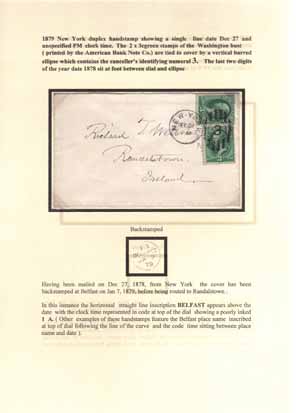 1879 New York duplex handstamp showing a single line date Dec 27 and
unspecified PM clock time. The 2 x 3cgreen stamps of the Washington bust
( printed by the American Bank Note Co.) are tied to cover by a vertical barred
ellipse which contains the canceller's identifying numeral 3. The last two digits
of the year date 1878 sit at foot between dial and ellipse
NEW-YORK
3
Richard T.
Randalstown.
Ireland
Backstamped
Having been mailed on Dec 27, 1878, from New York the cover has been
backstamped at Belfast on Jan 7, 1879, before being routed to Randalstown.
In this instance the horizontal straight line inscription BELFAST appears above the
date with the clock time represented in code at top of the dial showing a poorly inked
1 A. ( Other examples of these handstamps feature the Belfast place name inscribed
at top of dial following the line of the curve and the code time sitting between place
name and date ).